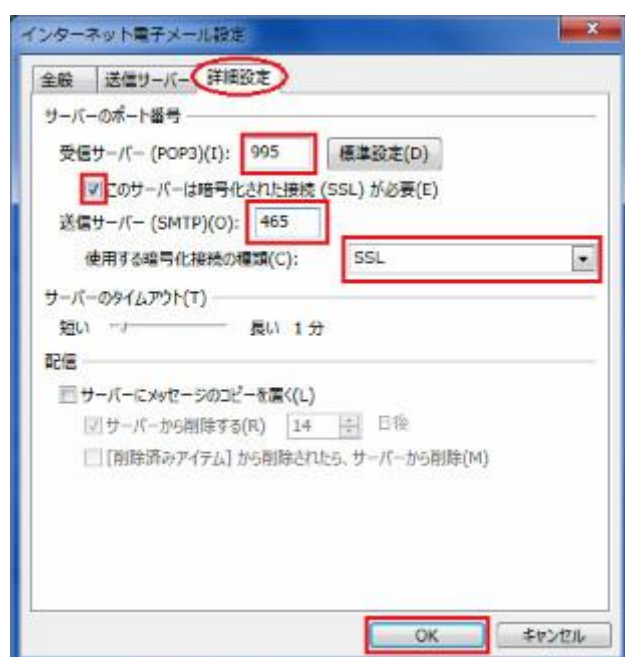 インターネット電子メール設定
全般 送信サーバー 詳細設定
サーバーのポート番号
受信サーバー (POP3)(I): 995 標準設定(D)
このサーバーは暗号化された接続 (SSL) が必要(E)
送信サーバー (SMTP)(O): 465
使用する暗号化接続の種類(C): SSL
サーバーのタイムアウト(T)
短い 長い 1 分
配信
サーバーにメッセージのコピーを置く(L)
サーバーから削除する(R) 14 日後
[削除済みアイテム] から削除されたら、サーバーから削除(M)
OK キャンセル